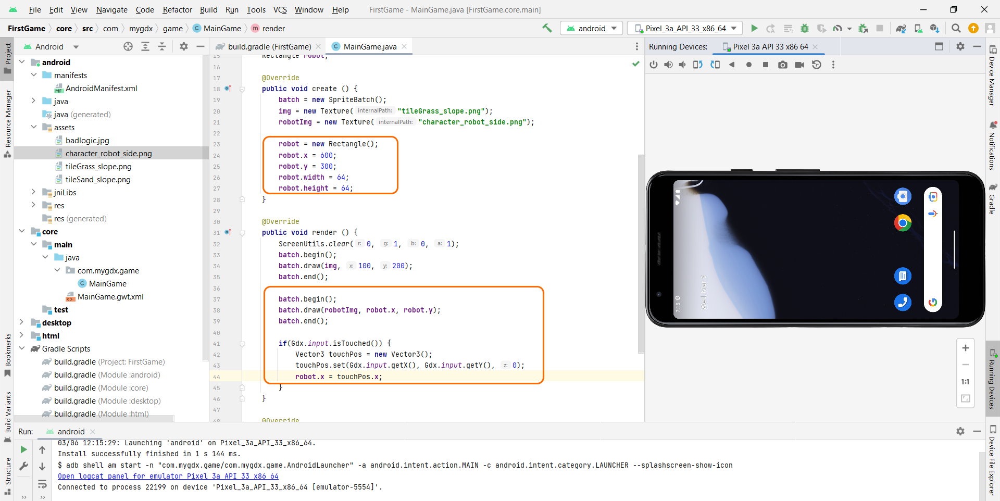 File Edit View Navigate Code Refactor Build Run Tools VCS Window Help FirstGame - MainGame.java [FirstGame.core.main]
FirstGame core src com mygdx game MainGame render android Pixel_3a_API_33_x86_64
Project
Resource Manager
Bookmarks
Build Variants
Structure
Android
android
manifests
AndroidManifest.xml
java
java (generated)
assets
badlogic.jpg
character_robot_side.png
tileGrass_slope.png
tileSand_slope.png
jniLibs
res
res (generated)
core
main
java
com.mygdx.game
MainGame
MainGame.gwt.xml
test
desktop
html
Gradle Scripts
build.gradle (Project: FirstGame)
build.gradle (Module :android)
build.gradle (Module :core)
build.gradle (Module :desktop)
build.gradle (Module :html)
build.gradle (FirstGame) MainGame.java
15 Rectangle robot;
16
17 @Override
18 public void create () {
19 batch = new SpriteBatch();
20 img = new Texture( internalPath: "tileGrass_slope.png");
21 robotImg = new Texture( internalPath: "character_robot_side.png");
22
23 robot = new Rectangle();
24 robot.x = 600;
25 robot.y = 300;
26 robot.width = 64;
27 robot.height = 64;
28 }
29
30 @Override
31 public void render () {
32 ScreenUtils.clear( r: 0, g: 1, b: 0, a: 1);
33 batch.begin();
34 batch.draw(img, x: 100, y: 200);
35 batch.end();
36
37 batch.begin();
38 batch.draw(robotImg, robot.x, robot.y);
39 batch.end();
40
41 if(Gdx.input.isTouched()) {
42 Vector3 touchPos = new Vector3();
43 touchPos.set(Gdx.input.getX(), Gdx.input.getY(), z: 0);
44 robot.x = touchPos.x;
45 }
46 }
47
48 @Override
Running Devices: Pixel 3a API 33 x86 64
7:15
Wed, Mar 6
1:1
Device Manager
Notifications
Gradle
Running Devices
Device File Explorer
Run: android
03/06 12:15:29: Launching 'android' on Pixel_3a_API_33_x86_64.
Install successfully finished in 1 s 144 ms.
$ adb shell am start -n "com.mygdx.game/com.mygdx.game.AndroidLauncher" -a android.intent.action.MAIN -c android.intent.category.LAUNCHER --splashscreen-show-icon
Open logcat panel for emulator Pixel 3a API 33 x86 64
Connected to process 22199 on device 'Pixel_3a_API_33_x86_64 [emulator-5554]'.